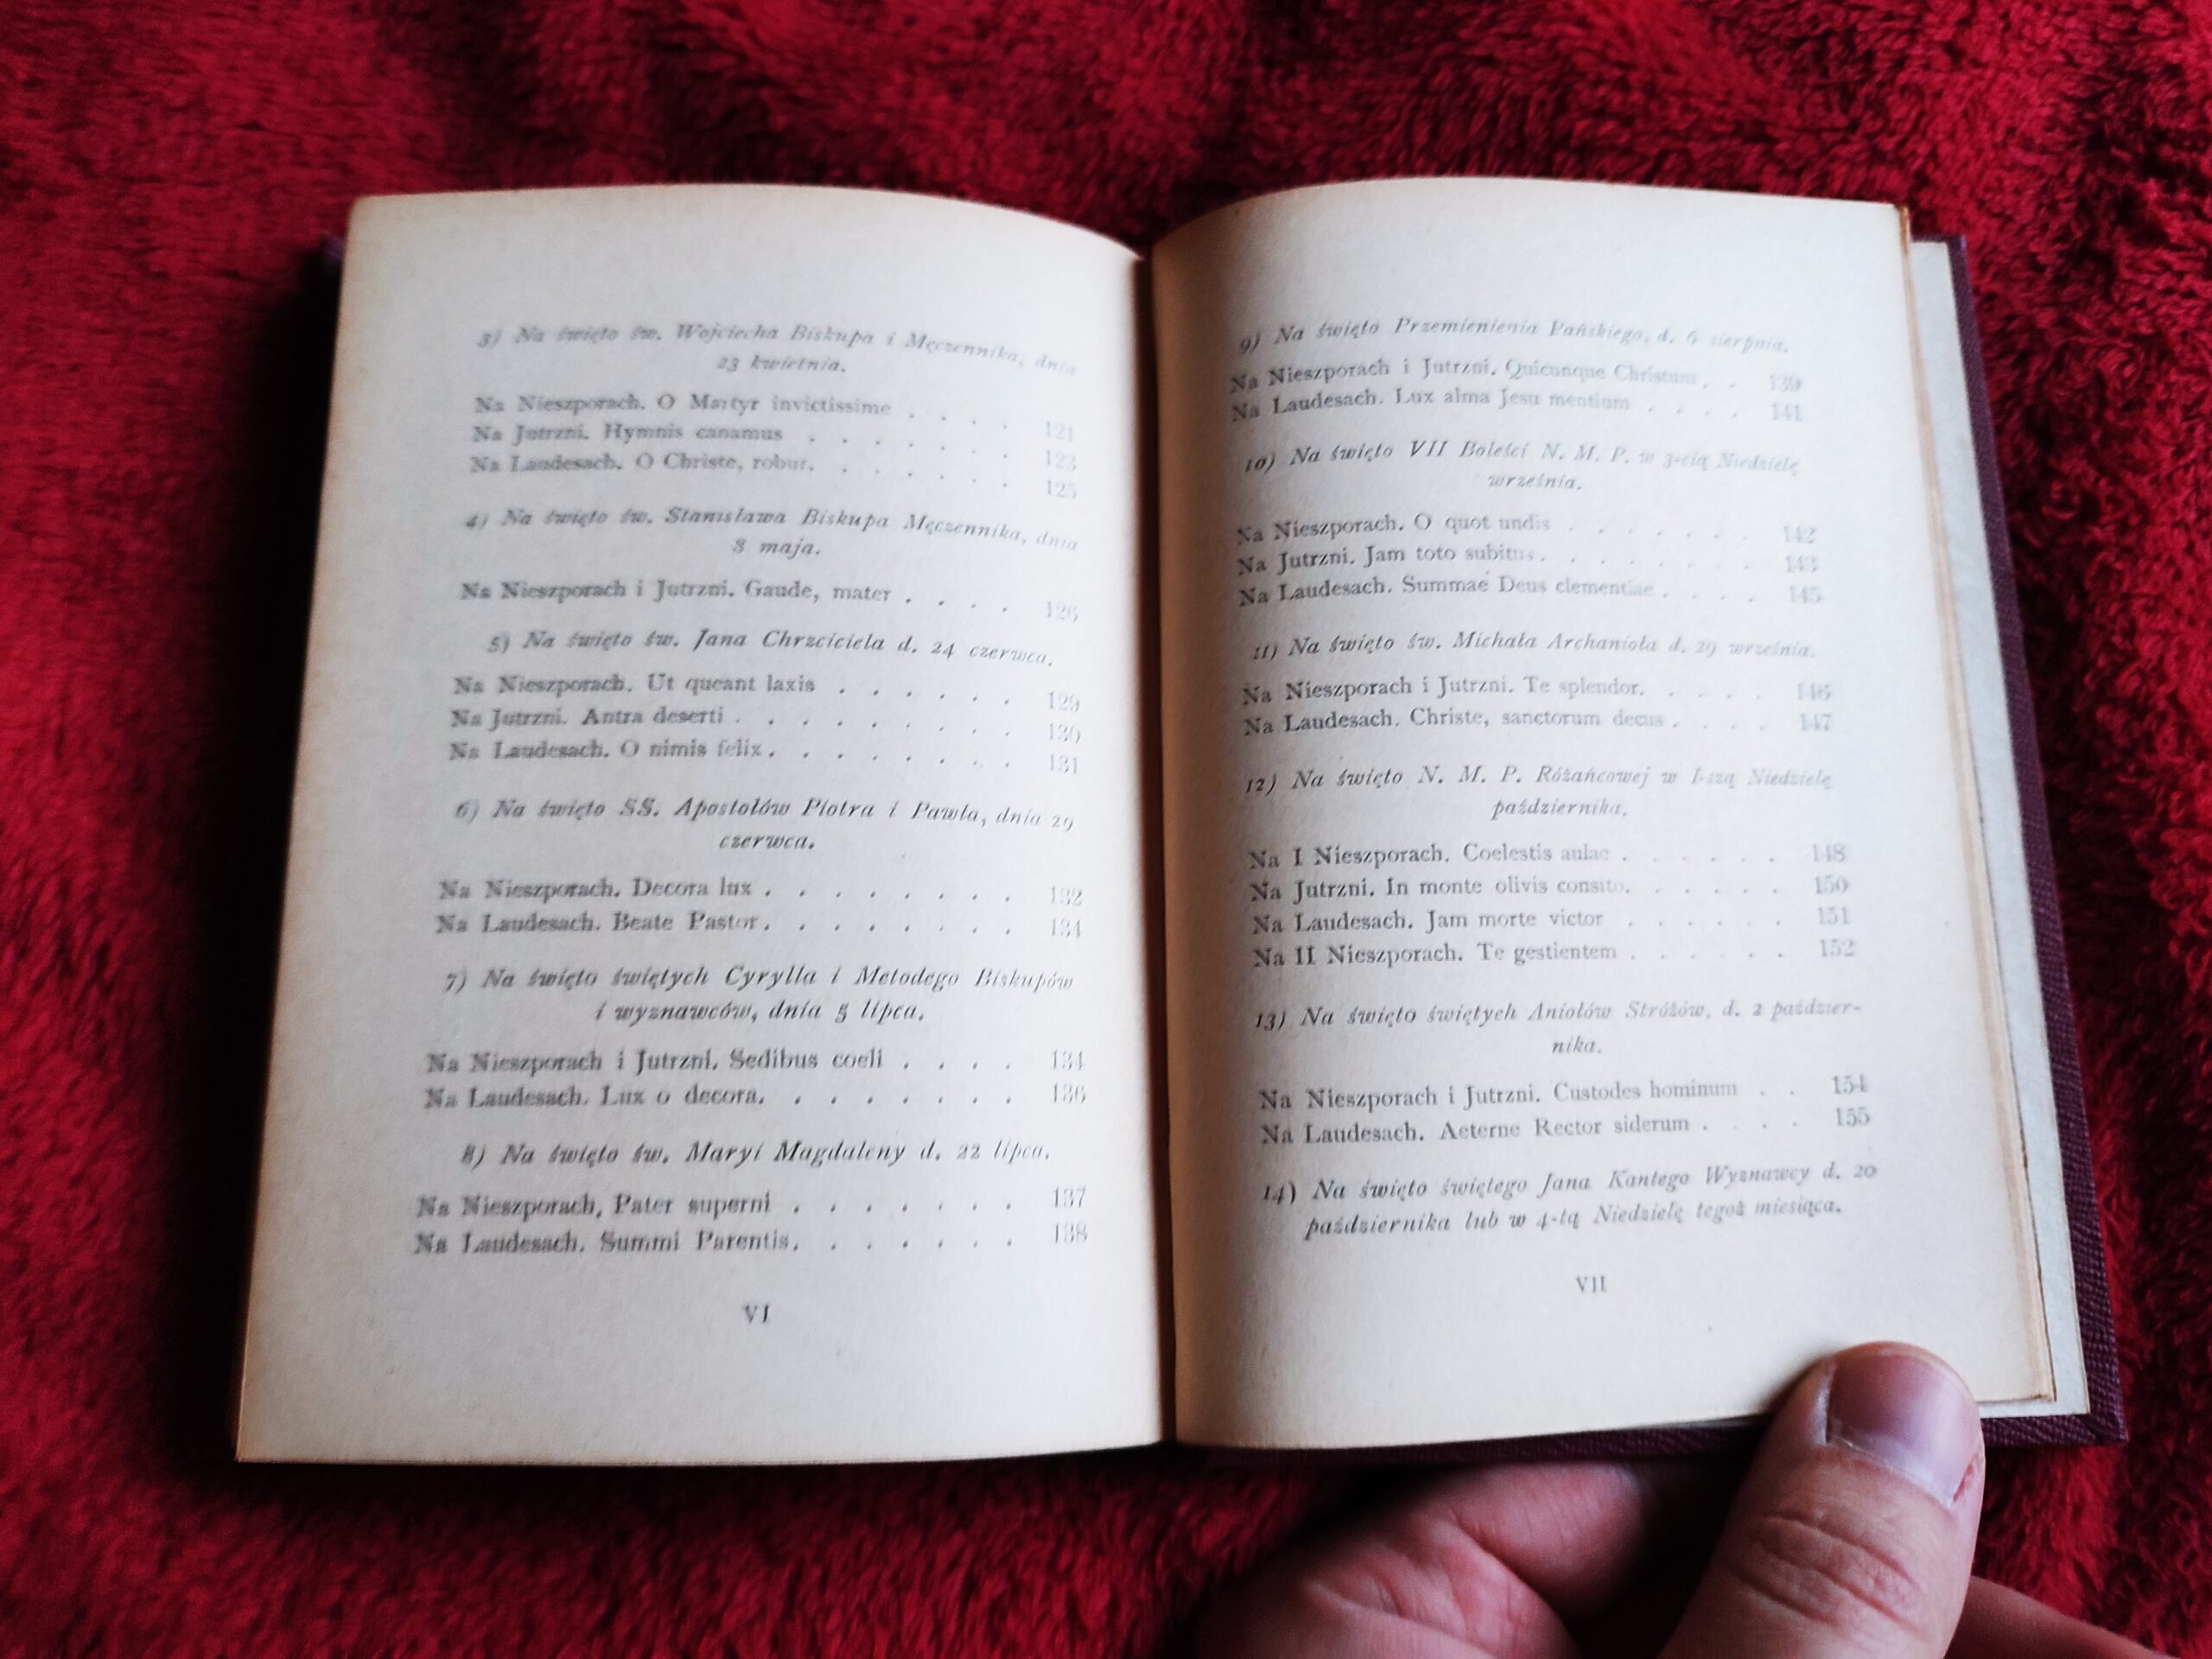 3) Na święto św. Wojciecha Biskupa i Męczennika, dnia
23 kwietnia.
Na Nieszporach. O Martyr invictissime . . . . 121
Na Jutrzni. Hymnis canamus . . . . . . . 123
Na Laudesach. O Christe, robur. . . . . . . 125
4) Na święto św. Stanisława Biskupa Męczennika, dnia
8 maja.
Na Nieszporach i Jutrzni. Gaude, mater . . . . 126
5) Na święto św. Jana Chrzciciela d. 24 czerwca.
Na Nieszporach. Ut queant laxis . . . . . . 129
Na Jutrzni. Antra deserti . . . . . . . . . 130
Na Laudesach. O nimis felix. . . . . . . . 131
6) Na święto SS. Apostołów Piotra i Pawła, dnia 29
czerwca.
Na Nieszporach. Decora lux . . . . . . . . 132
Na Laudesach. Beate Pastor. . . . . . . . 134
7) Na święto świętych Cyrylla i Metodego Biskupów
i wyznawców, dnia 5 lipca.
Na Nieszporach i Jutrzni. Sedibus coeli . . . . 134
Na Laudesach. Lux o decora. . . . . . . . 136
8) Na święto św. Maryi Magdaleny d. 22 lipca.
Na Nieszporach, Pater superni . . . . . . . 137
Na Laudesach. Summi Parentis. . . . . . . 138
VI
9) Na święto Przemienienia Pańskiego, d. 6 sierpnia.
Na Nieszporach i Jutrzni. Quicunque Christum. . 139
Na Laudesach. Lux alma Jesu mentium . . . . 141
10) Na święto VII Boleści N. M. P. w 3-cią Niedzielę
września.
Na Nieszporach. O quot undis . . . . . . . 142
Na Jutrzni. Jam toto subitus. . . . . . . . 143
Na Laudesach. Summae Deus clementiae . . . . 145
11) Na święto św. Michała Archanioła d. 29 września.
Na Nieszporach i Jutrzni. Te splendor. . . . . 146
Na Laudesach. Christe, sanctorum decus . . . . 147
12) Na święto N. M. P. Różańcowej w I-szą Niedzielę
października.
Na I Nieszporach. Coelestis aulae . . . . . . 148
Na Jutrzni. In monte olivis consito. . . . . . 150
Na Laudesach. Jam morte victor . . . . . . 151
Na II Nieszporach. Te gestientem . . . . . . 152
13) Na święto świętych Aniołów Stróżów, d. 2 paździer-
nika.
Na Nieszporach i Jutrzni. Custodes hominum . . 154
Na Laudesach. Aeterne Rector siderum . . . . 155
14) Na święto świętego Jana Kantego Wyznawcy d. 20
października lub w 4-tą Niedzielę tegoż miesiąca.
VII